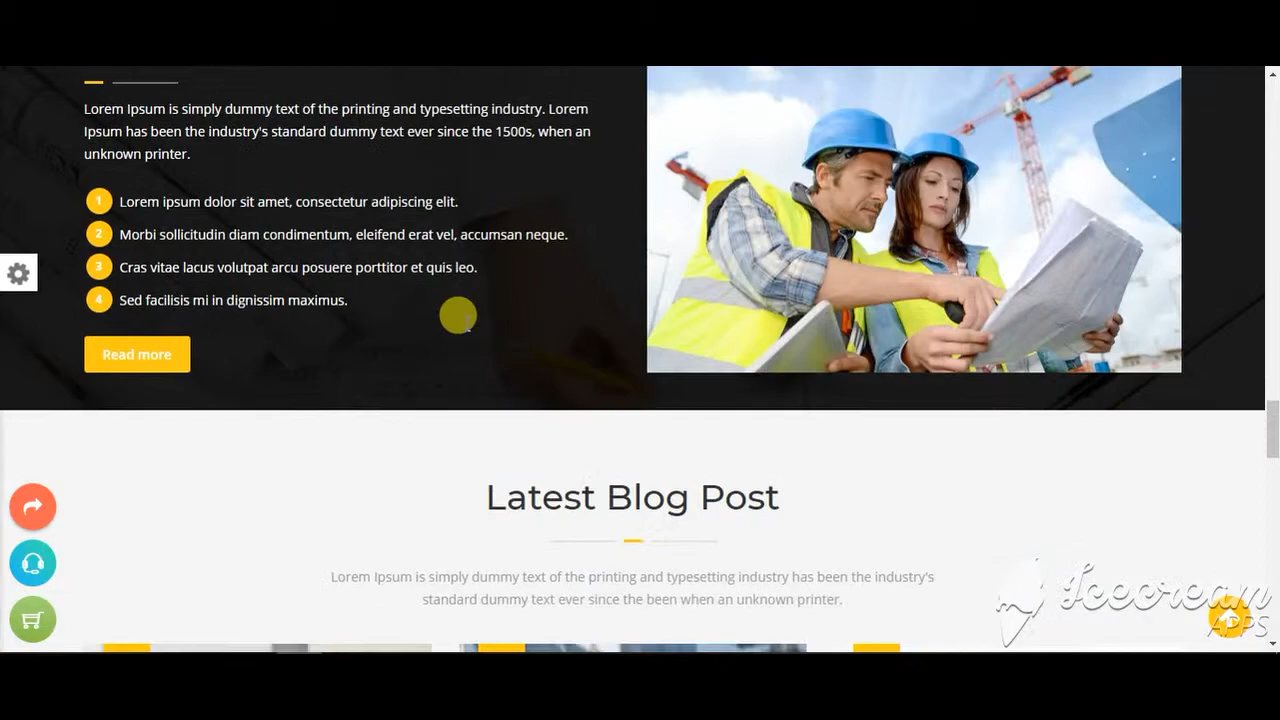 Lorem Ipsum is simply dummy text of the printing and typesetting industry. Lorem
Ipsum has been the industry's standard dummy text ever since the 1500s, when an
unknown printer.
1 Lorem ipsum dolor sit amet, consectetur adipiscing elit.
2 Morbi sollicitudin diam condimentum, eleifend erat vel, accumsan neque.
3 Cras vitae lacus volutpat arcu posuere porttitor et quis leo.
4 Sed facilisis mi in dignissim maximus.
Read more
Latest Blog Post
Lorem Ipsum is simply dummy text of the printing and typesetting industry has been the industry's
standard dummy text ever since the been when an unknown printer.
Icecream
APPS